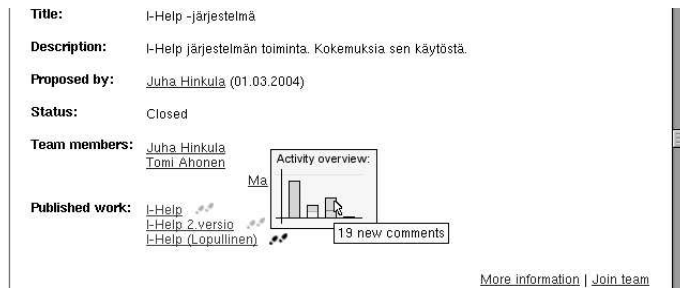 Title: I-Help -järjestelmä
Description: I-Help järjestelmän toiminta. Kokemuksia sen käytöstä.
Proposed by: Juha Hinkula (01.03.2004)
Status: Closed
Team members: Juha Hinkula
Tomi Ahonen
Ma
Activity overview:
19 new comments
Published work: I-Help
I-Help 2.versio
I-Help (Lopullinen)
More information | Join team